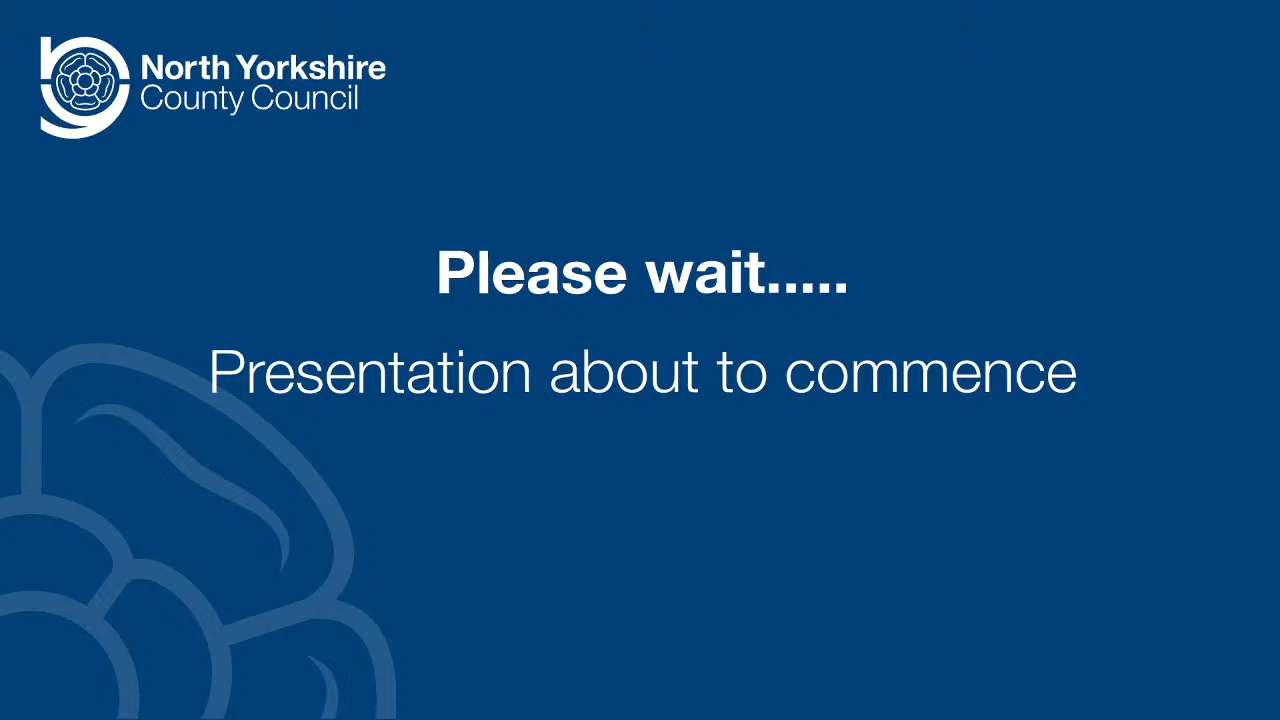 North Yorkshire
County Council
Please wait.....
Presentation about to commence